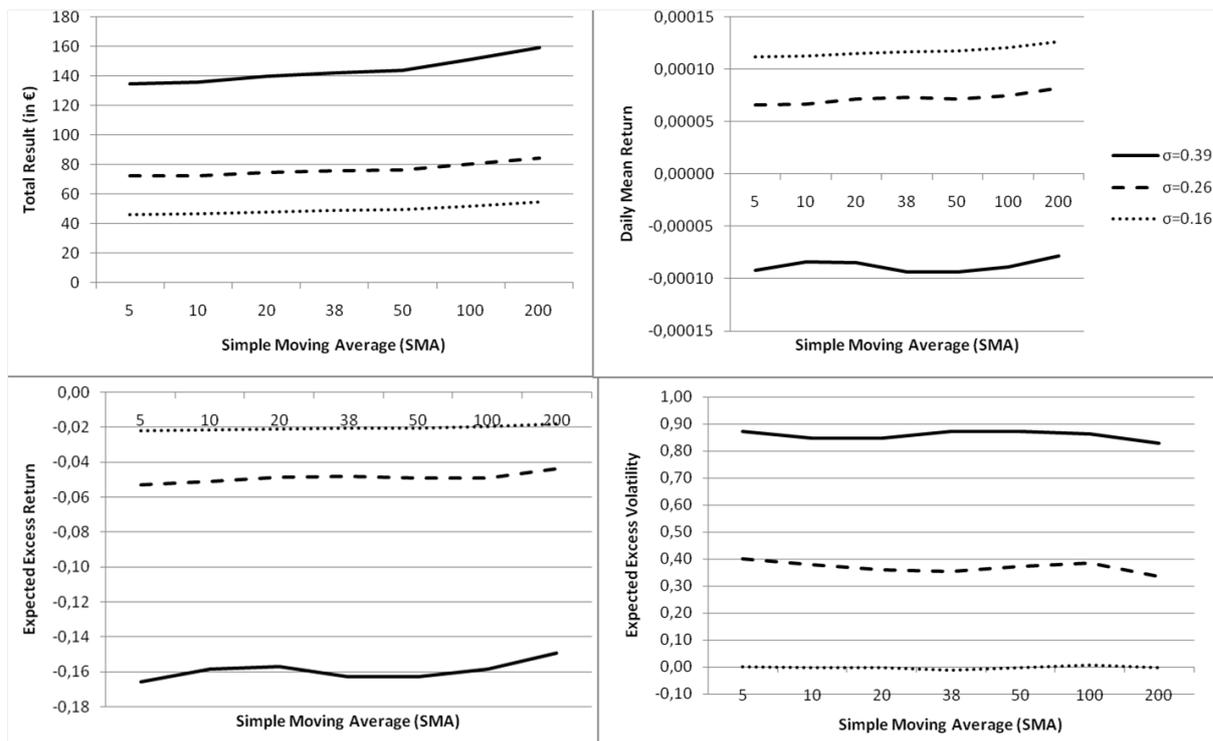 180
160
140
120
100
80
60
40
20
0
Total Result (in €)
5 10 20 38 50 100 200
Simple Moving Average (SMA)
0,00015
0,00010
0,00005
0,00000
-0,00005
-0,00010
-0,00015
Daily Mean Return
5 10 20 38 50 100 200
Simple Moving Average (SMA)
σ=0.39
σ=0.26
σ=0.16
0,00
-0,02
-0,04
-0,06
-0,08
-0,10
-0,12
-0,14
-0,16
-0,18
Expected Excess Return
5 10 20 38 50 100 200
Simple Moving Average (SMA)
1,00
0,90
0,80
0,70
0,60
0,50
0,40
0,30
0,20
0,10
0,00
-0,10
Expected Excess Volatility
5 10 20 38 50 100 200
Simple Moving Average (SMA)